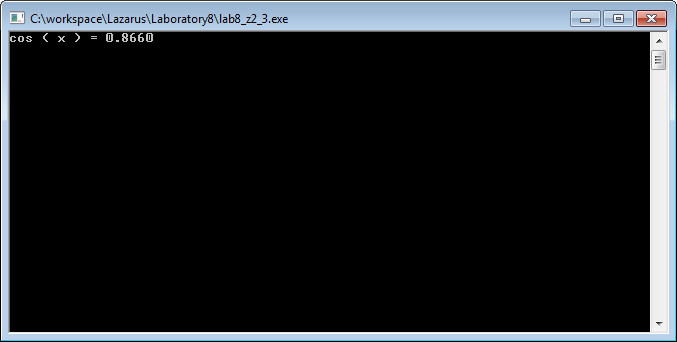 C:\workspace\Lazarus\Laboratory8\lab8_z2_3.exe
cos ( x ) = 0.8660